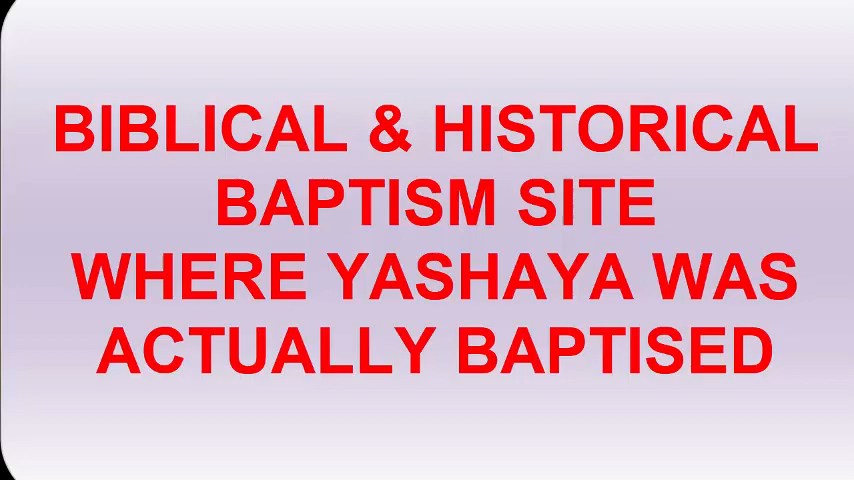 BIBLICAL & HISTORICAL
BAPTISM SITE
WHERE YASHAYA WAS
ACTUALLY BAPTISED